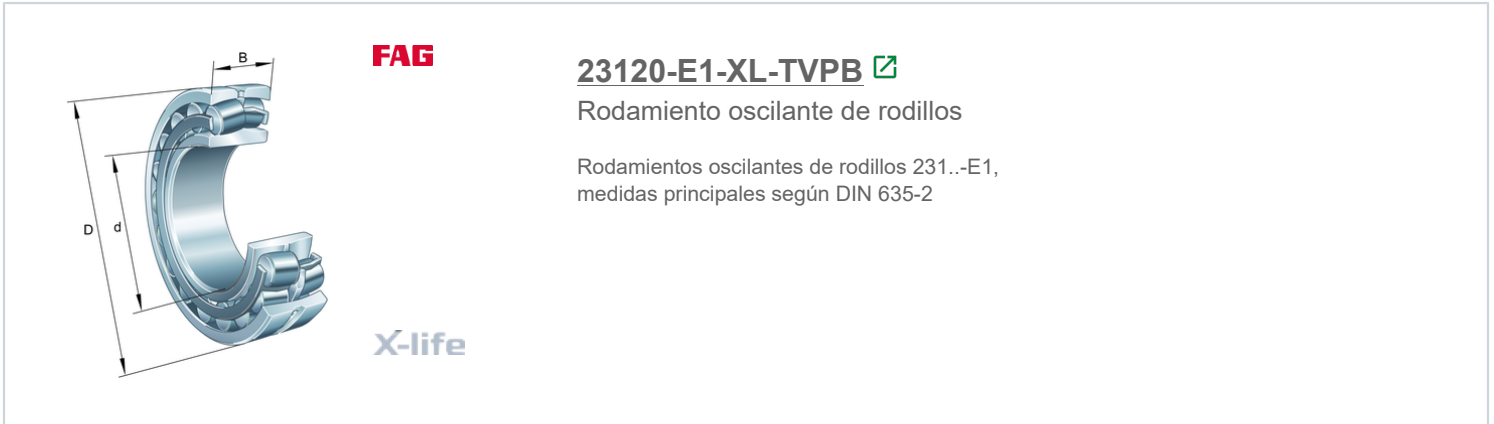 FAG
B
D
d
X-life
23120-E1-XL-TVPB
Rodamiento oscilante de rodillos
Rodamientos oscilantes de rodillos 231..-E1,
medidas principales según DIN 635-2